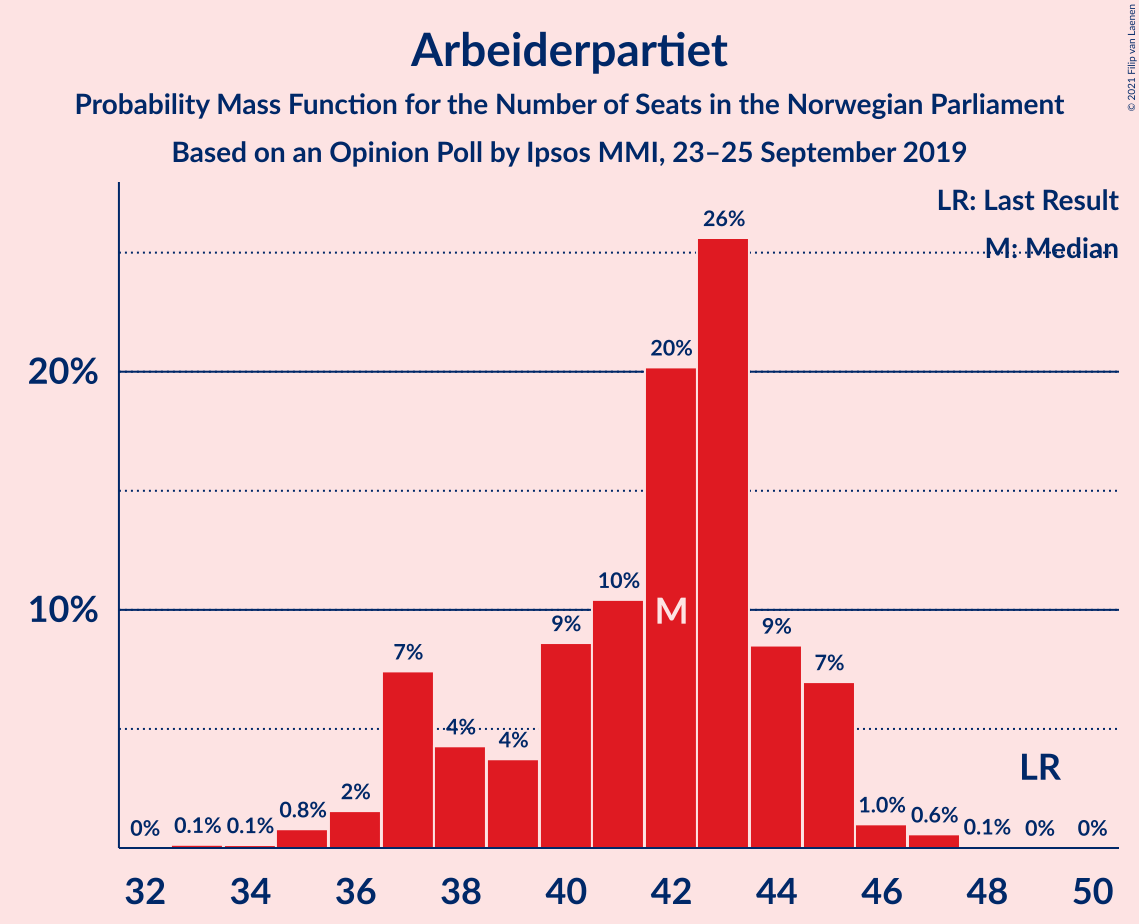 Arbeiderpartiet
Probability Mass Function for the Number of Seats in the Norwegian Parliament
Based on an Opinion Poll by Ipsos MMI, 23–25 September 2019
© 2021 Filip van Laenen
LR: Last Result
M: Median
20%
10%
0% 0.1% 0.1% 0.8% 2% 7% 4% 4% 9% 10% 20% 26% 9% 7% 1.0% 0.6% 0.1% 0% 0%
M
LR
32 34 36 38 40 42 44 46 48 50